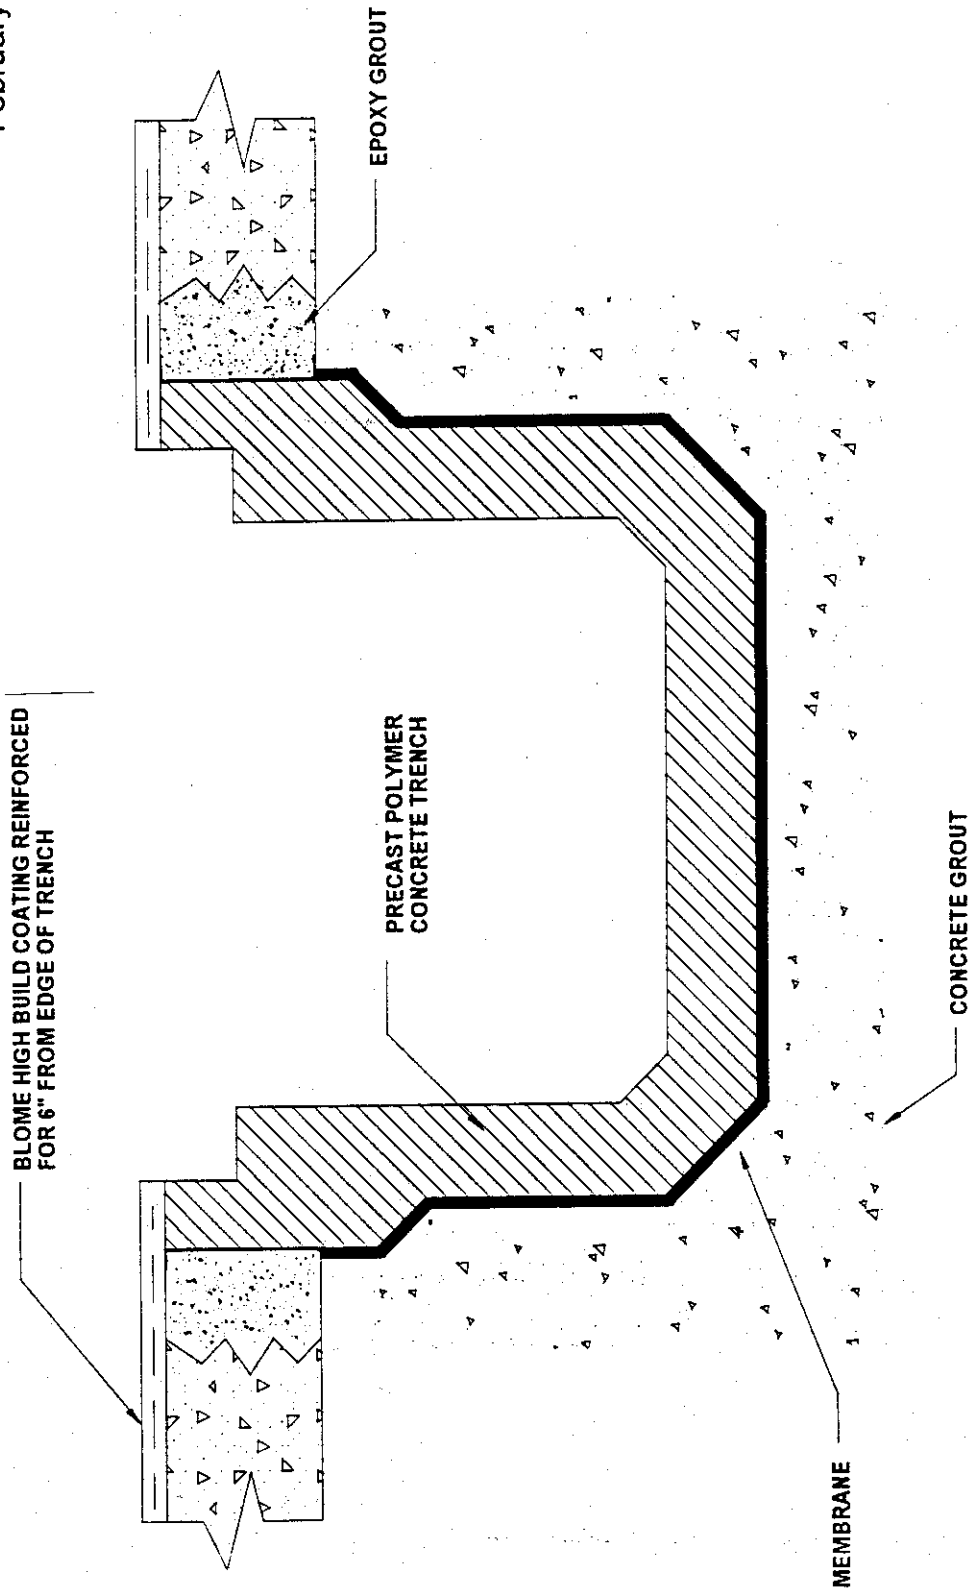 BLOME HIGH BUILD COATING REINFORCED
FOR 6" FROM EDGE OF TRENCH
PRECAST POLYMER
CONCRETE TRENCH
EPOXY GROUT
MEMBRANE
CONCRETE GROUT